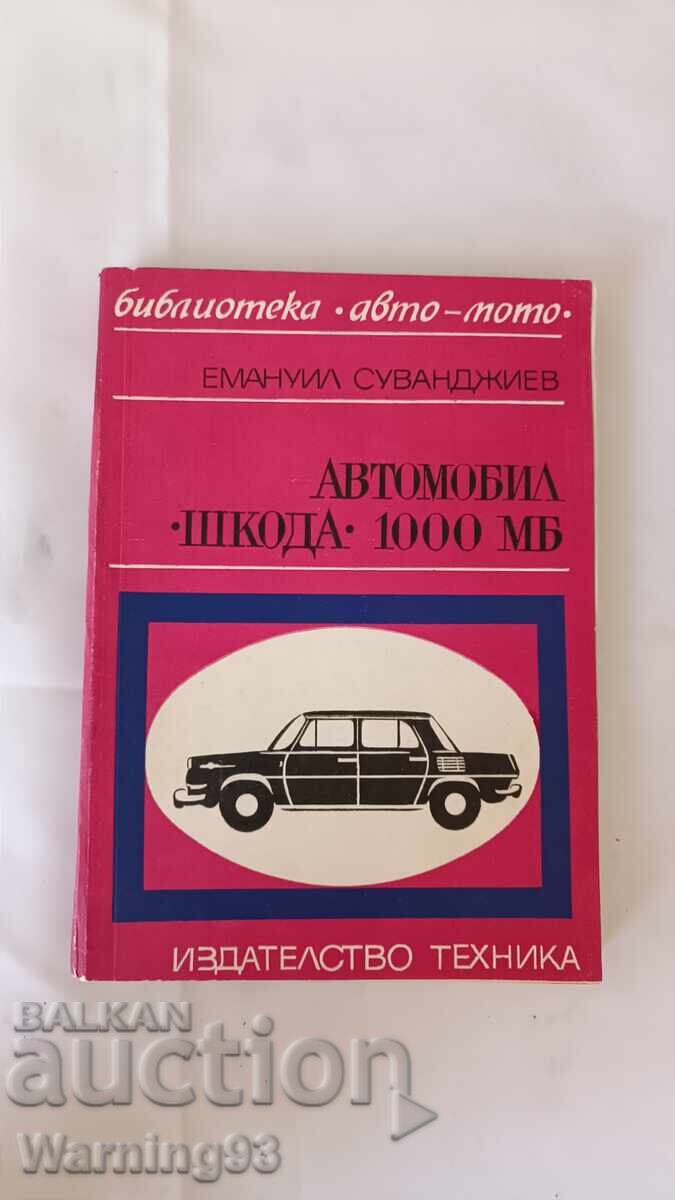 библиотека • авто – мото •
ЕМАНУИЛ СУВАНДЖИЕВ
АВТОМОБИЛ
• ШКОДА • 1000 МБ
ИЗДАТЕЛСТВО ТЕХНИКА
BALKAN
auction
Warning93